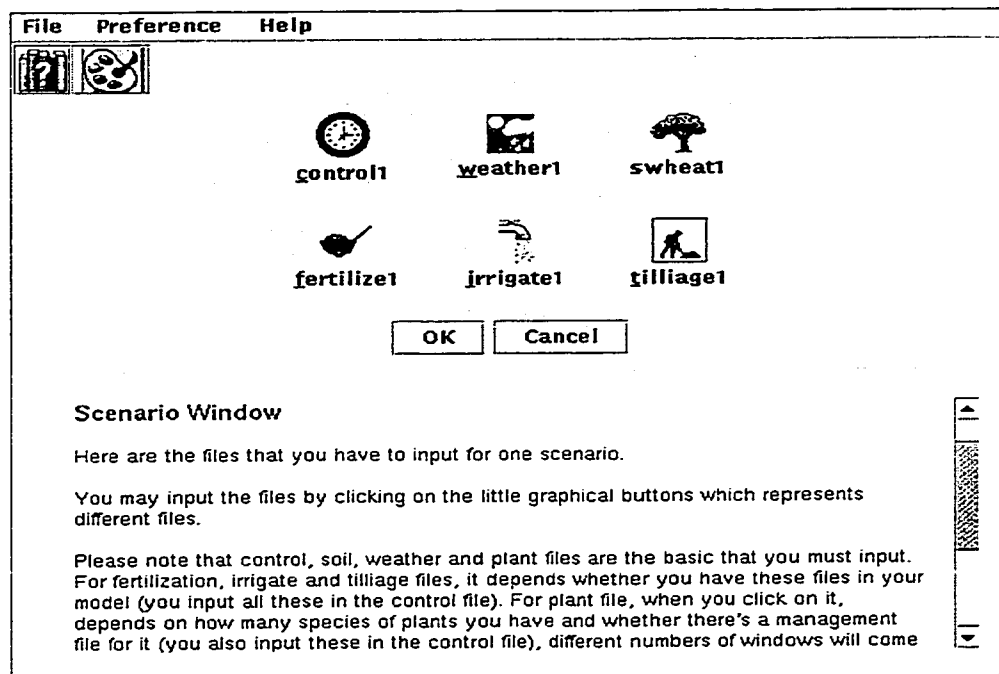 File Preference Help
?
control1 weather1 swheat1
fertilize1 irrigate1 tilliage1
OK Cancel
Scenario Window
Here are the files that you have to input for one scenario.
You may input the files by clicking on the little graphical buttons which represents
different files.
Please note that control, soil, weather and plant files are the basic that you must input.
For fertilization, irrigate and tilliage files, it depends whether you have these files in your
model (you input all these in the control file). For plant file, when you click on it,
depends on how many species of plants you have and whether there's a management
file for it (you also input these in the control file), different numbers of windows will come